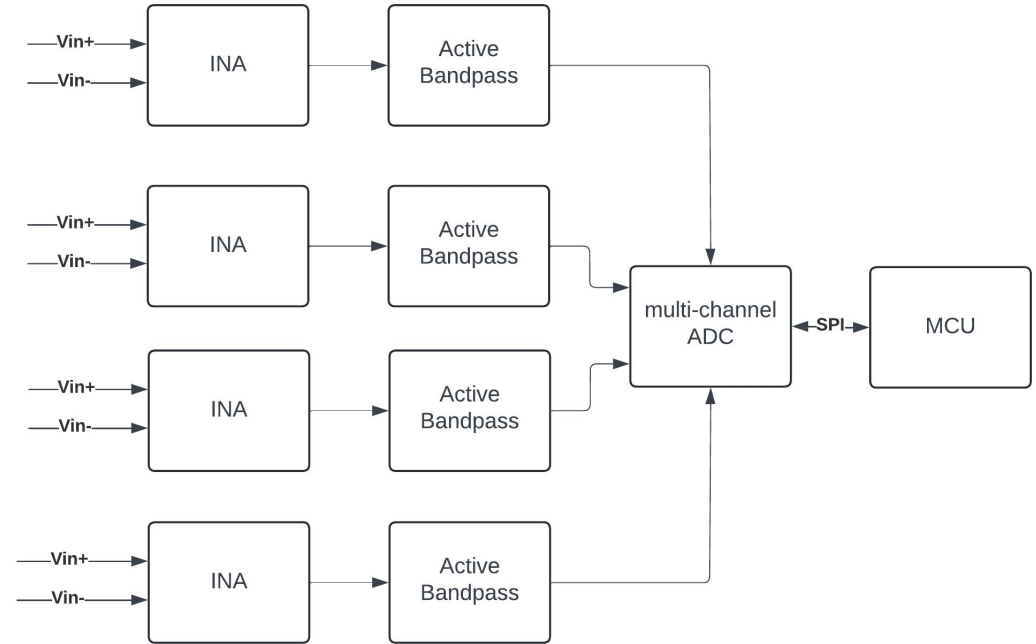 Vin+
Vin-
INA
Active
Bandpass
Vin+
Vin-
INA
Active
Bandpass
multi-channel
ADC
SPI
MCU
Vin+
Vin-
INA
Active
Bandpass
Vin+
Vin-
INA
Active
Bandpass